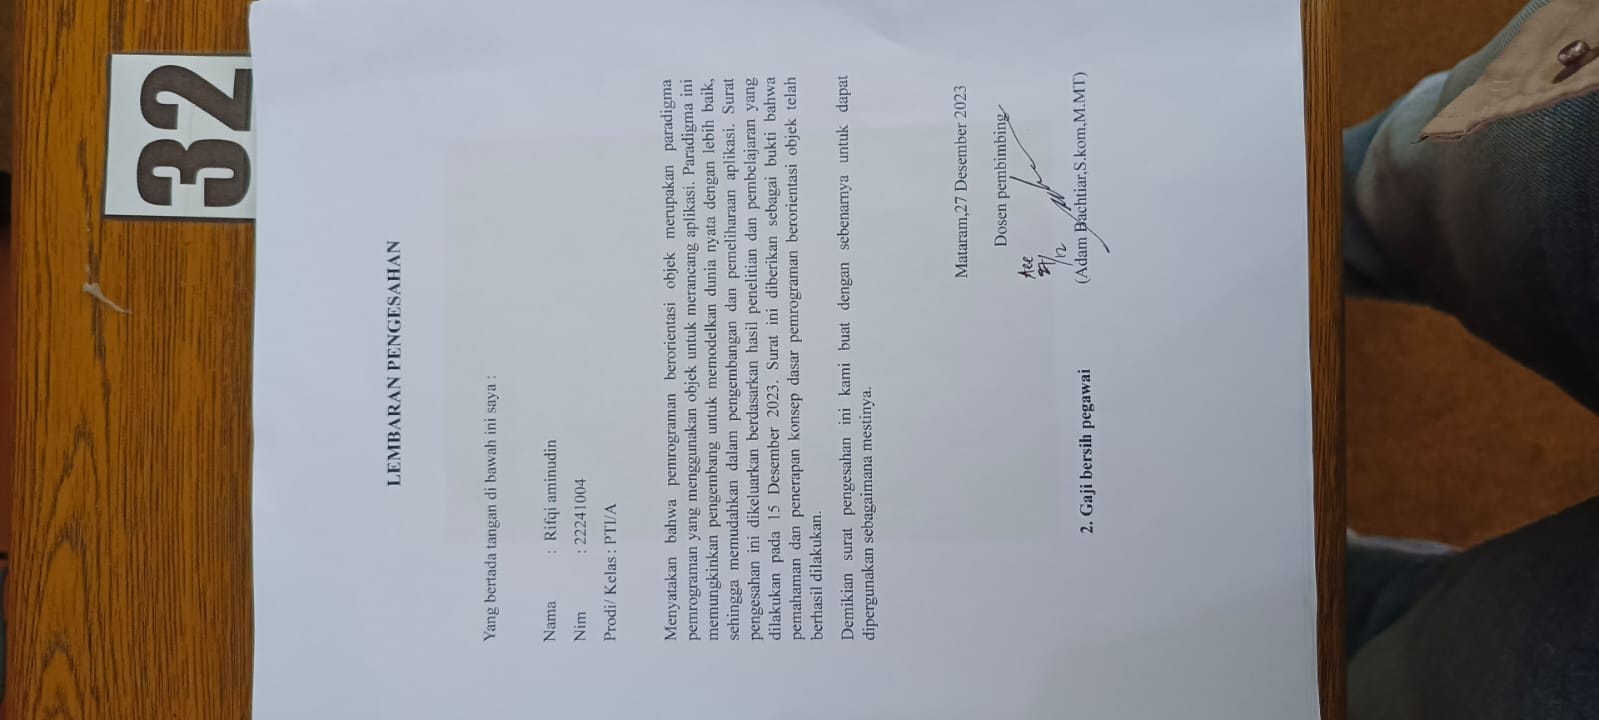 32
LEMBARAN PENGESAHAN
Yang bertada tangan di bawah ini saya :
Nama : Rifqi aminudin
Nim : 22241004
Prodi/ Kelas : PTI/A
Menyatakan bahwa pemrograman berorientasi objek merupakan paradigma
pemrograman yang menggunakan objek untuk merancang aplikasi. Paradigma ini
memungkinkan pengembang untuk memodelkan dunia nyata dengan lebih baik,
sehingga memudahkan dalam pengembangan dan pemeliharaan aplikasi. Surat
pengesahan ini dikeluarkan berdasarkan hasil penelitian dan pembelajaran yang
dilakukan pada 15 Desember 2023. Surat ini diberikan sebagai bukti bahwa
pemahaman dan penerapan konsep dasar pemrograman berorientasi objek telah
berhasil dilakukan.
Demikian surat pengesahan ini kami buat dengan sebenarnya untuk dapat
dipergunakan sebagaimana mestinya.
Mataram,27 Desember 2023
Dosen pembimbing
27/12
2. Gaji bersih pegawai
(Adam Bachtiar,S.kom,M.MT)